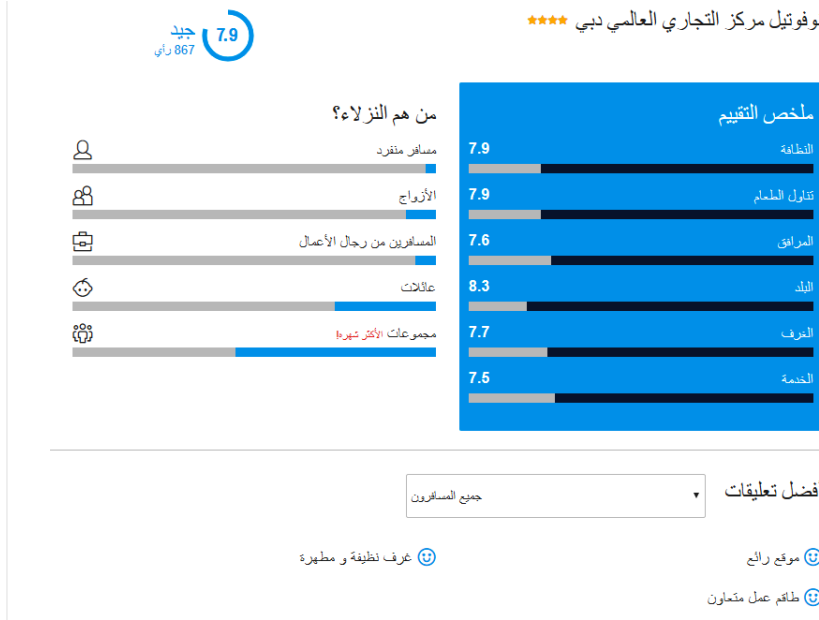 وفوتيل مركز التجاري العالمي دبي
7.9
جيد
867 رأي
ملخص التقييم
النظافة
7.9
تناول الطعام
7.9
المرافق
7.6
البلد
8.3
الغرف
7.7
الخدمة
7.5
من هم النزلاء؟
مسافر منفرد
الأزواج
المسافرين من رجال الأعمال
عائلات
مجموعات الأكثر شهرة!
فضل تعليقات
جميع المسافرون
موقع رائع
غرف نظيفة و مطهرة
طاقم عمل متعاون